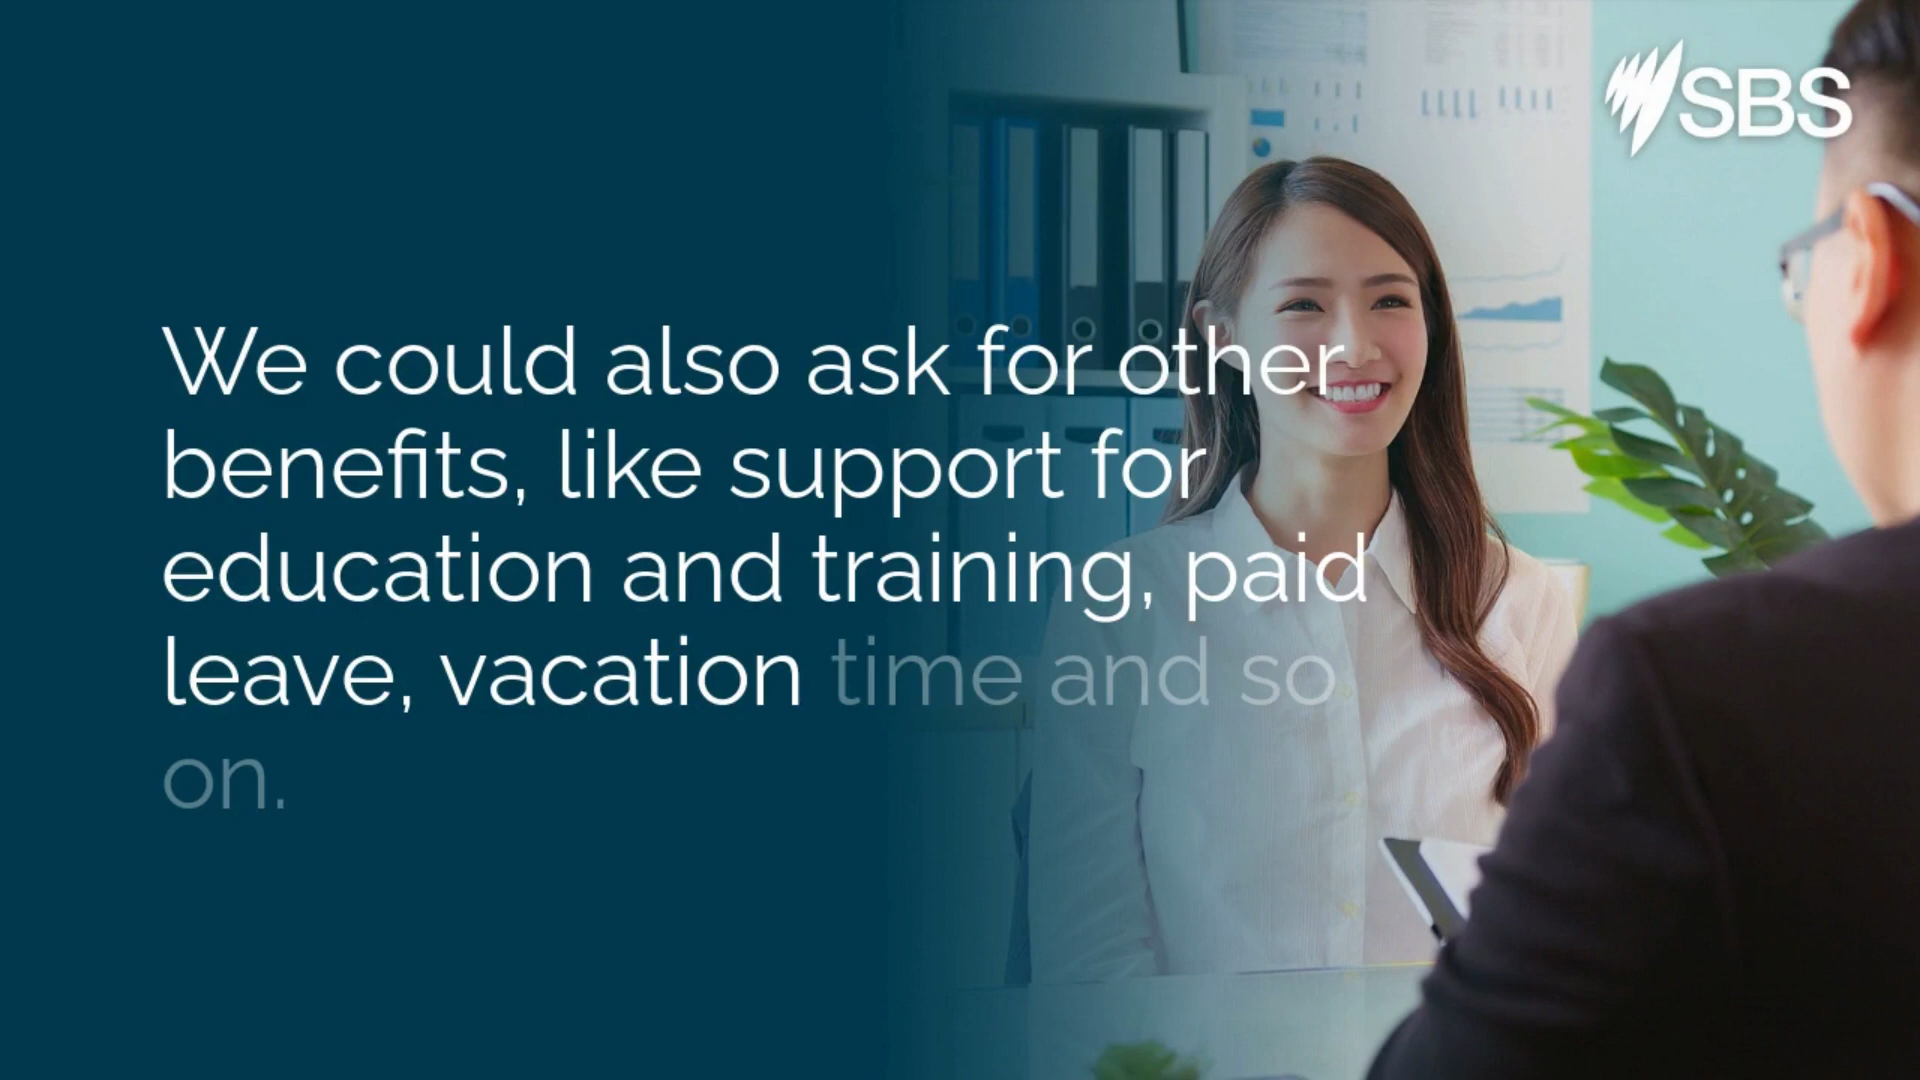 SBS
We could also ask for other
benefits, like support for
education and training, paid
leave, vacation time and so
on.